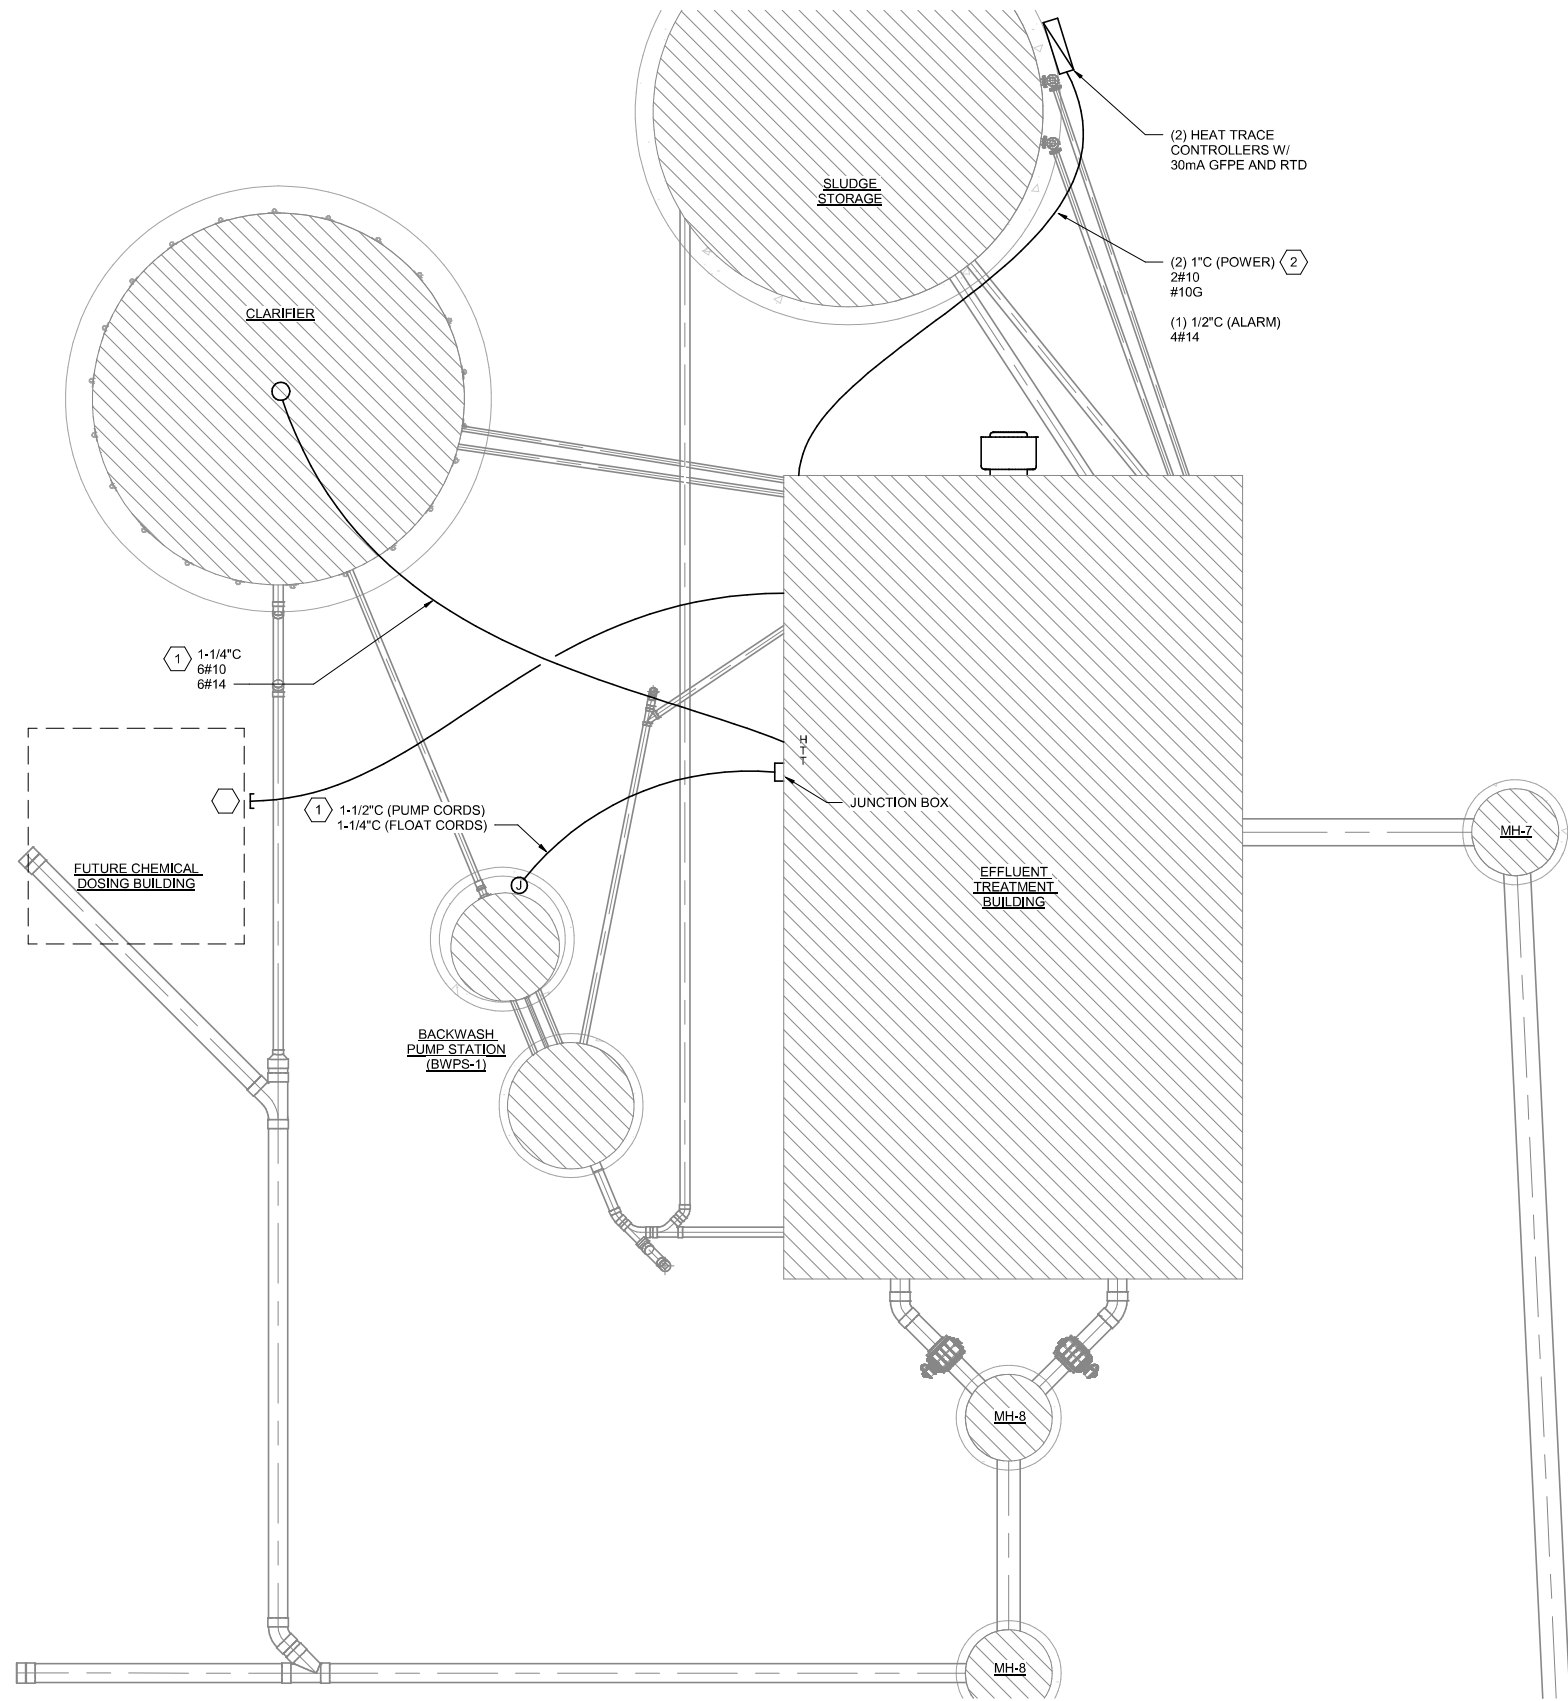 (2) HEAT TRACE
CONTROLLERS W/
30mA GFPE AND RTD
SLUDGE
STORAGE
(2) 1"C (POWER) 2
2#10
#10G
(1) 1/2"C (ALARM)
4#14
CLARIFIER
1 1-1/4"C
6#10
6#14
H
T
T
JUNCTION BOX
1 1-1/2"C (PUMP CORDS)
1-1/4"C (FLOAT CORDS)
J
FUTURE CHEMICAL
DOSING BUILDING
EFFLUENT
TREATMENT
BUILDING
MH-7
BACKWASH
PUMP STATION
(BWPS-1)
MH-8
MH-8